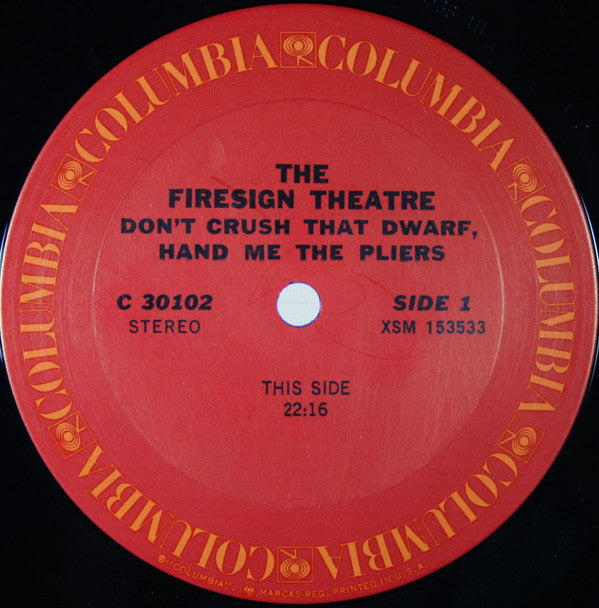 COLUMBIA COLUMBIA COLUMBIA COLUMBIA COLUMBIA COLUMBIA
THE
FIRESIGN THEATRE
DON'T CRUSH THAT DWARF,
HAND ME THE PLIERS
C 30102
STEREO
SIDE 1
XSM 153533
THIS SIDE
22:16
®"COLUMBIA", MARCAS REG. PRINTED IN U.S.A.